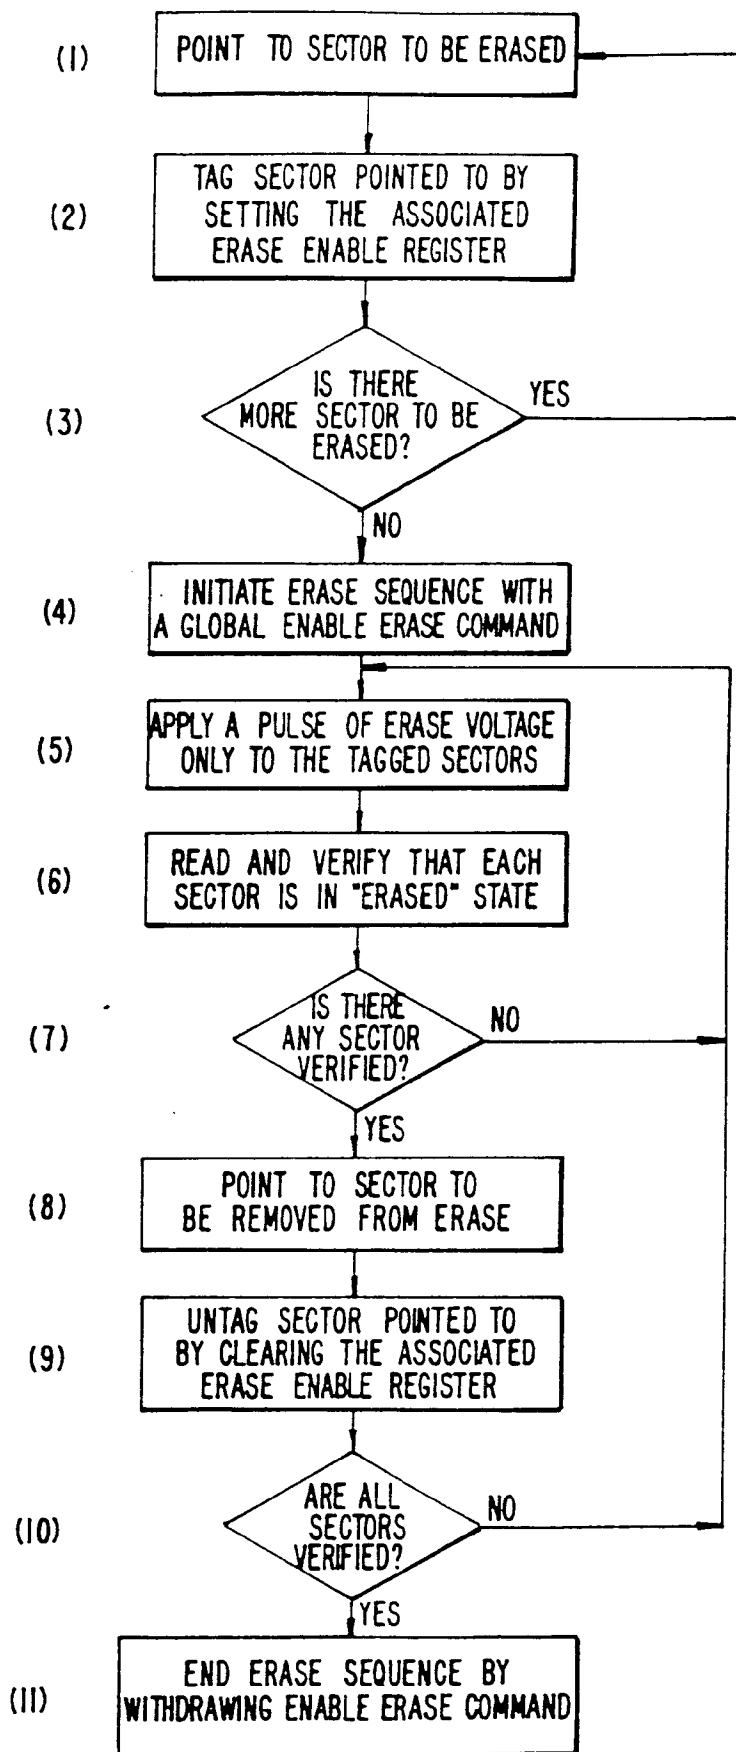 (1)
POINT TO SECTOR TO BE ERASED
(2)
TAG SECTOR POINTED TO BY
SETTING THE ASSOCIATED
ERASE ENABLE REGISTER
(3)
IS THERE
MORE SECTOR TO BE
ERASED?
YES
NO
(4)
INITIATE ERASE SEQUENCE WITH
A GLOBAL ENABLE ERASE COMMAND
(5)
APPLY A PULSE OF ERASE VOLTAGE
ONLY TO THE TAGGED SECTORS
(6)
READ AND VERIFY THAT EACH
SECTOR IS IN "ERASED" STATE
(7)
IS THERE
ANY SECTOR
VERIFIED?
NO
YES
(8)
POINT TO SECTOR TO
BE REMOVED FROM ERASE
(9)
UNTAG SECTOR POINTED TO
BY CLEARING THE ASSOCIATED
ERASE ENABLE REGISTER
(10)
ARE ALL
SECTORS
VERIFIED?
NO
YES
(11)
END ERASE SEQUENCE BY
WITHDRAWING ENABLE ERASE COMMAND